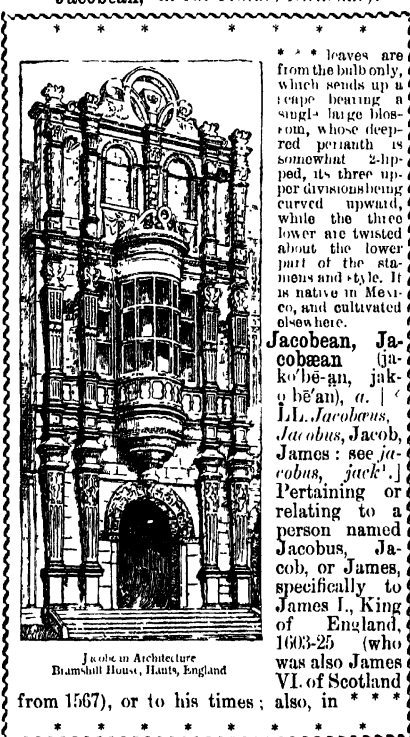 Jacobean,
* * * * * * * *
* * * leaves are
from the bulb only,
which sends up a
scape bearing a
single large blos-
som, whose deep-
red perianth is
somewhat 2-lip-
ped, its three up-
per divisions being
curved upward,
while the three
lower are twisted
about the lower
part of the sta-
mens and style. It
is native in Mexi-
co, and cultivated
elsewhere.
Jacobean, Ja-
cobæan (ja-
kō´bē-ạn, jak-
ọ bē´an), a. [ <
LL. Jacobæus,
Jacobus, Jacob,
James : see ja-
cobus, jack¹.]
Pertaining or
relating to a
person named
Jacobus, Ja-
cob, or James,
specifically to
James I., King
of England,
1603-25 (who
was also James
VI. of Scotland
from 1567), or to his times ; also, in * * *
Jacobean Architecture
Bramshill House, Hants, England
* * * * * * * *